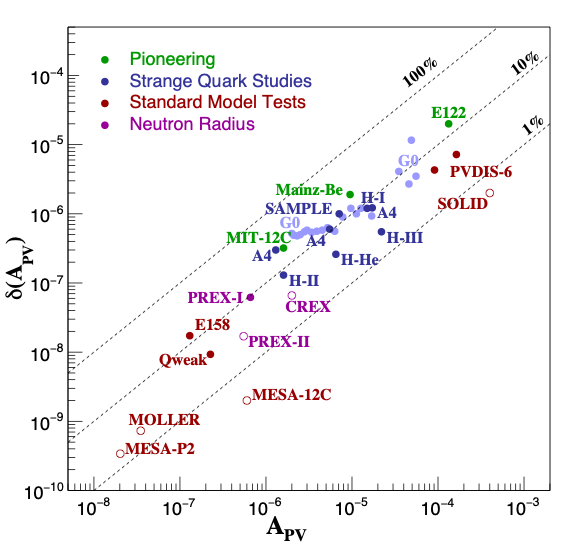 Pioneering
Strange Quark Studies
Standard Model Tests
Neutron Radius
100%
10%
1%
E122
G0
PVDIS-6
Mainz-Be
H-I
SOLID
SAMPLE
A4
G0
MIT-12C
A4
H-III
A4
H-He
H-II
PREX-I
CREX
E158
PREX-II
Qweak
MESA-12C
MOLLER
MESA-P2
δ(A_PV)
10⁻⁴
10⁻⁵
10⁻⁶
10⁻⁷
10⁻⁸
10⁻⁹
10⁻¹⁰
10⁻⁸ 10⁻⁷ 10⁻⁶ 10⁻⁵ 10⁻⁴ 10⁻³
A_PV